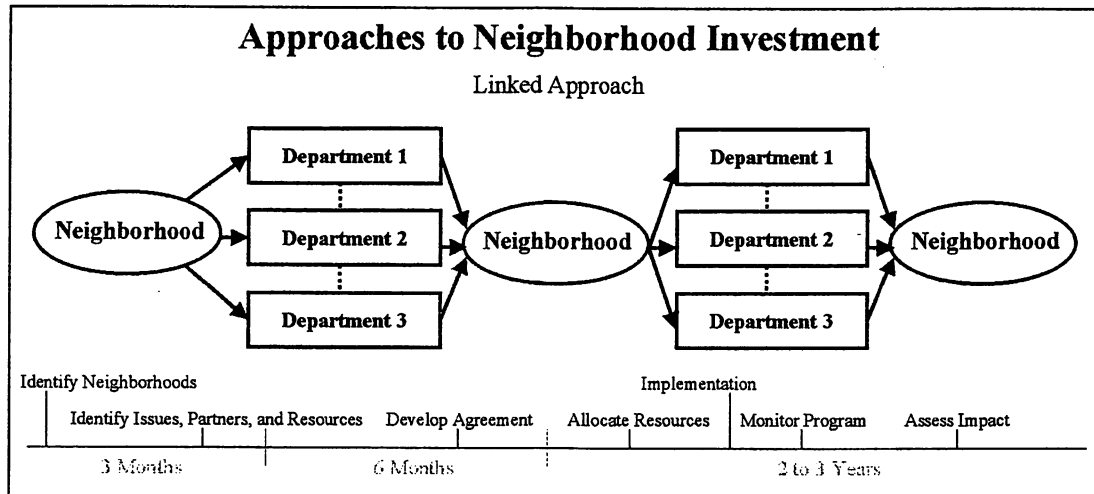 Approaches to Neighborhood Investment
Linked Approach
Department 1
Department 1
Neighborhood
Department 2
Neighborhood
Department 2
Neighborhood
Department 3
Department 3
Identify Neighborhoods
Implementation
Identify Issues, Partners, and Resources
Develop Agreement
Allocate Resources
Monitor Program
Assess Impact
3 Months
6 Months
2 to 3 Years